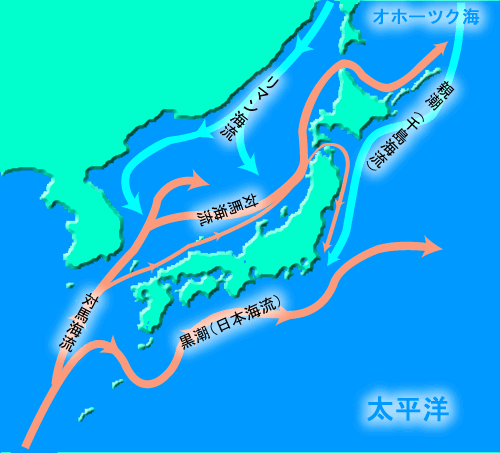 オホーツク海
リマン海流
親潮(千島海流)
対馬海流
対馬海流
黒潮(日本海流)
太平洋